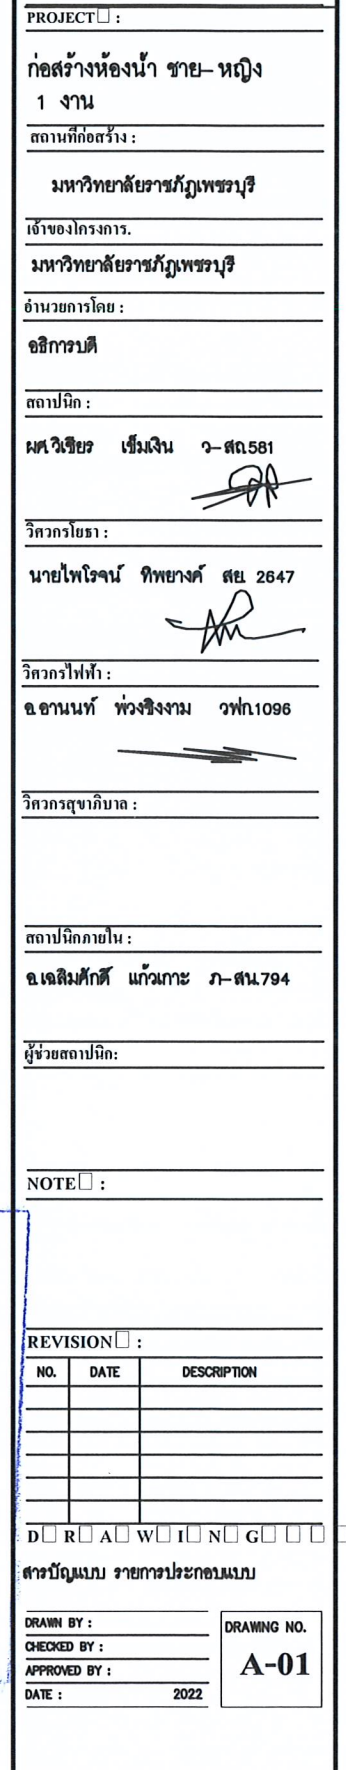 PROJECT□ :
ก่อสร้างห้องน้ำ ชาย-หญิง
1 งาน
สถานที่ก่อสร้าง :
มหาวิทยาลัยราชภัฏเพชรบุรี
เจ้าของโครงการ.
มหาวิทยาลัยราชภัฏเพชรบุรี
อำนวยการโดย :
อธิการบดี
สถาปนิก :
ผศ.วิเชียร เข็มเงิน ว-สถ.581
วิศวกรโยธา :
นายไพโรจน์ ทิพยางค์ สย. 2647
วิศวกรไฟฟ้า :
อ.อานนท์ พ่วงชิงงาม วฟก.1096
วิศวกรสุขาภิบาล :
สถาปนิกภายใน :
อ.เฉลิมศักดิ์ แก้วเกาะ ภ-สน.794
ผู้ช่วยสถาปนิก:
NOTE□ :
REVISION□ :
NO. DATE DESCRIPTION
D□ R□ A□ W□ I□ N□ G□ □ □ □
สารบัญแบบ รายการประกอบแบบ
DRAWN BY :
CHECKED BY :
APPROVED BY :
DATE : 2022
DRAWING NO.
A-01